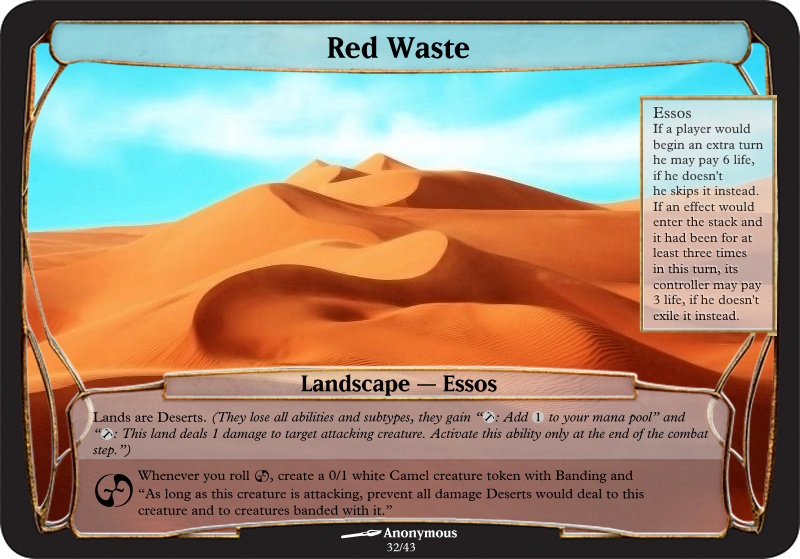 Red Waste
Essos
If a player would
begin an extra turn
he may pay 6 life,
if he doesn't
he skips it instead.
If an effect would
enter the stack and
it had been for at
least three times
in this turn, its
controller may pay
3 life, if he doesn't
exile it instead.
Landscape — Essos
Lands are Deserts. (They lose all abilities and subtypes, they gain “: Add 1 to your mana pool” and
“: This land deals 1 damage to target attacking creature. Activate this ability only at the end of the combat
step.”)
Whenever you roll , create a 0/1 white Camel creature token with Banding and
“As long as this creature is attacking, prevent all damage Deserts would deal to this
creature and to creatures banded with it.”
Anonymous
32/43